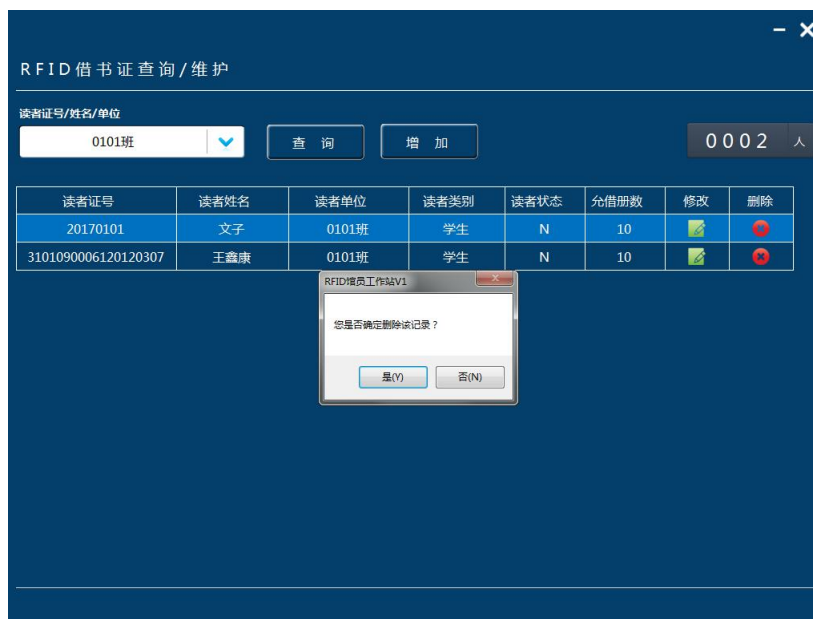 RFID借书证查询/维护
读者证号/姓名/单位
0101班 查 询 增 加 0002 人
读者证号 读者姓名 读者单位 读者类别 读者状态 允借册数 修改 删除
20170101 文子 0101班 学生 N 10
3101090006120120307 王鑫康 0101班 学生 N 10
RFID馆员工作站V1
您是否确定删除该记录？
是(Y) 否(N)